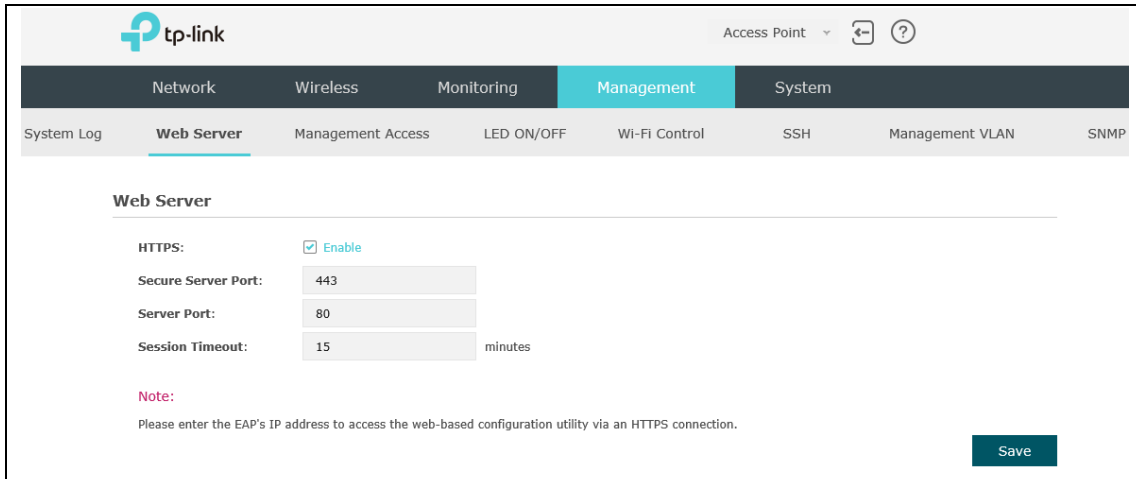 tp-link
Access Point
Network Wireless Monitoring Management System
System Log Web Server Management Access LED ON/OFF Wi-Fi Control SSH Management VLAN SNMP
Web Server
HTTPS: Enable
Secure Server Port: 443
Server Port: 80
Session Timeout: 15 minutes
Note:
Please enter the EAP's IP address to access the web-based configuration utility via an HTTPS connection.
Save